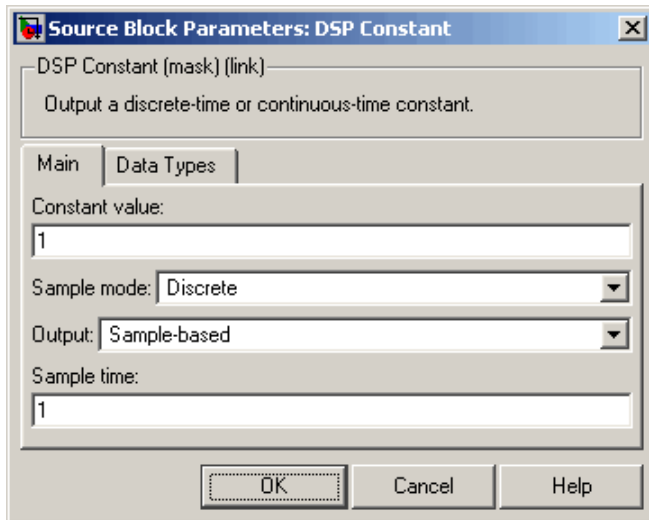 Source Block Parameters: DSP Constant
DSP Constant (mask) (link)
Output a discrete-time or continuous-time constant.
Main Data Types
Constant value:
1
Sample mode: Discrete
Output: Sample-based
Sample time:
1
OK Cancel Help